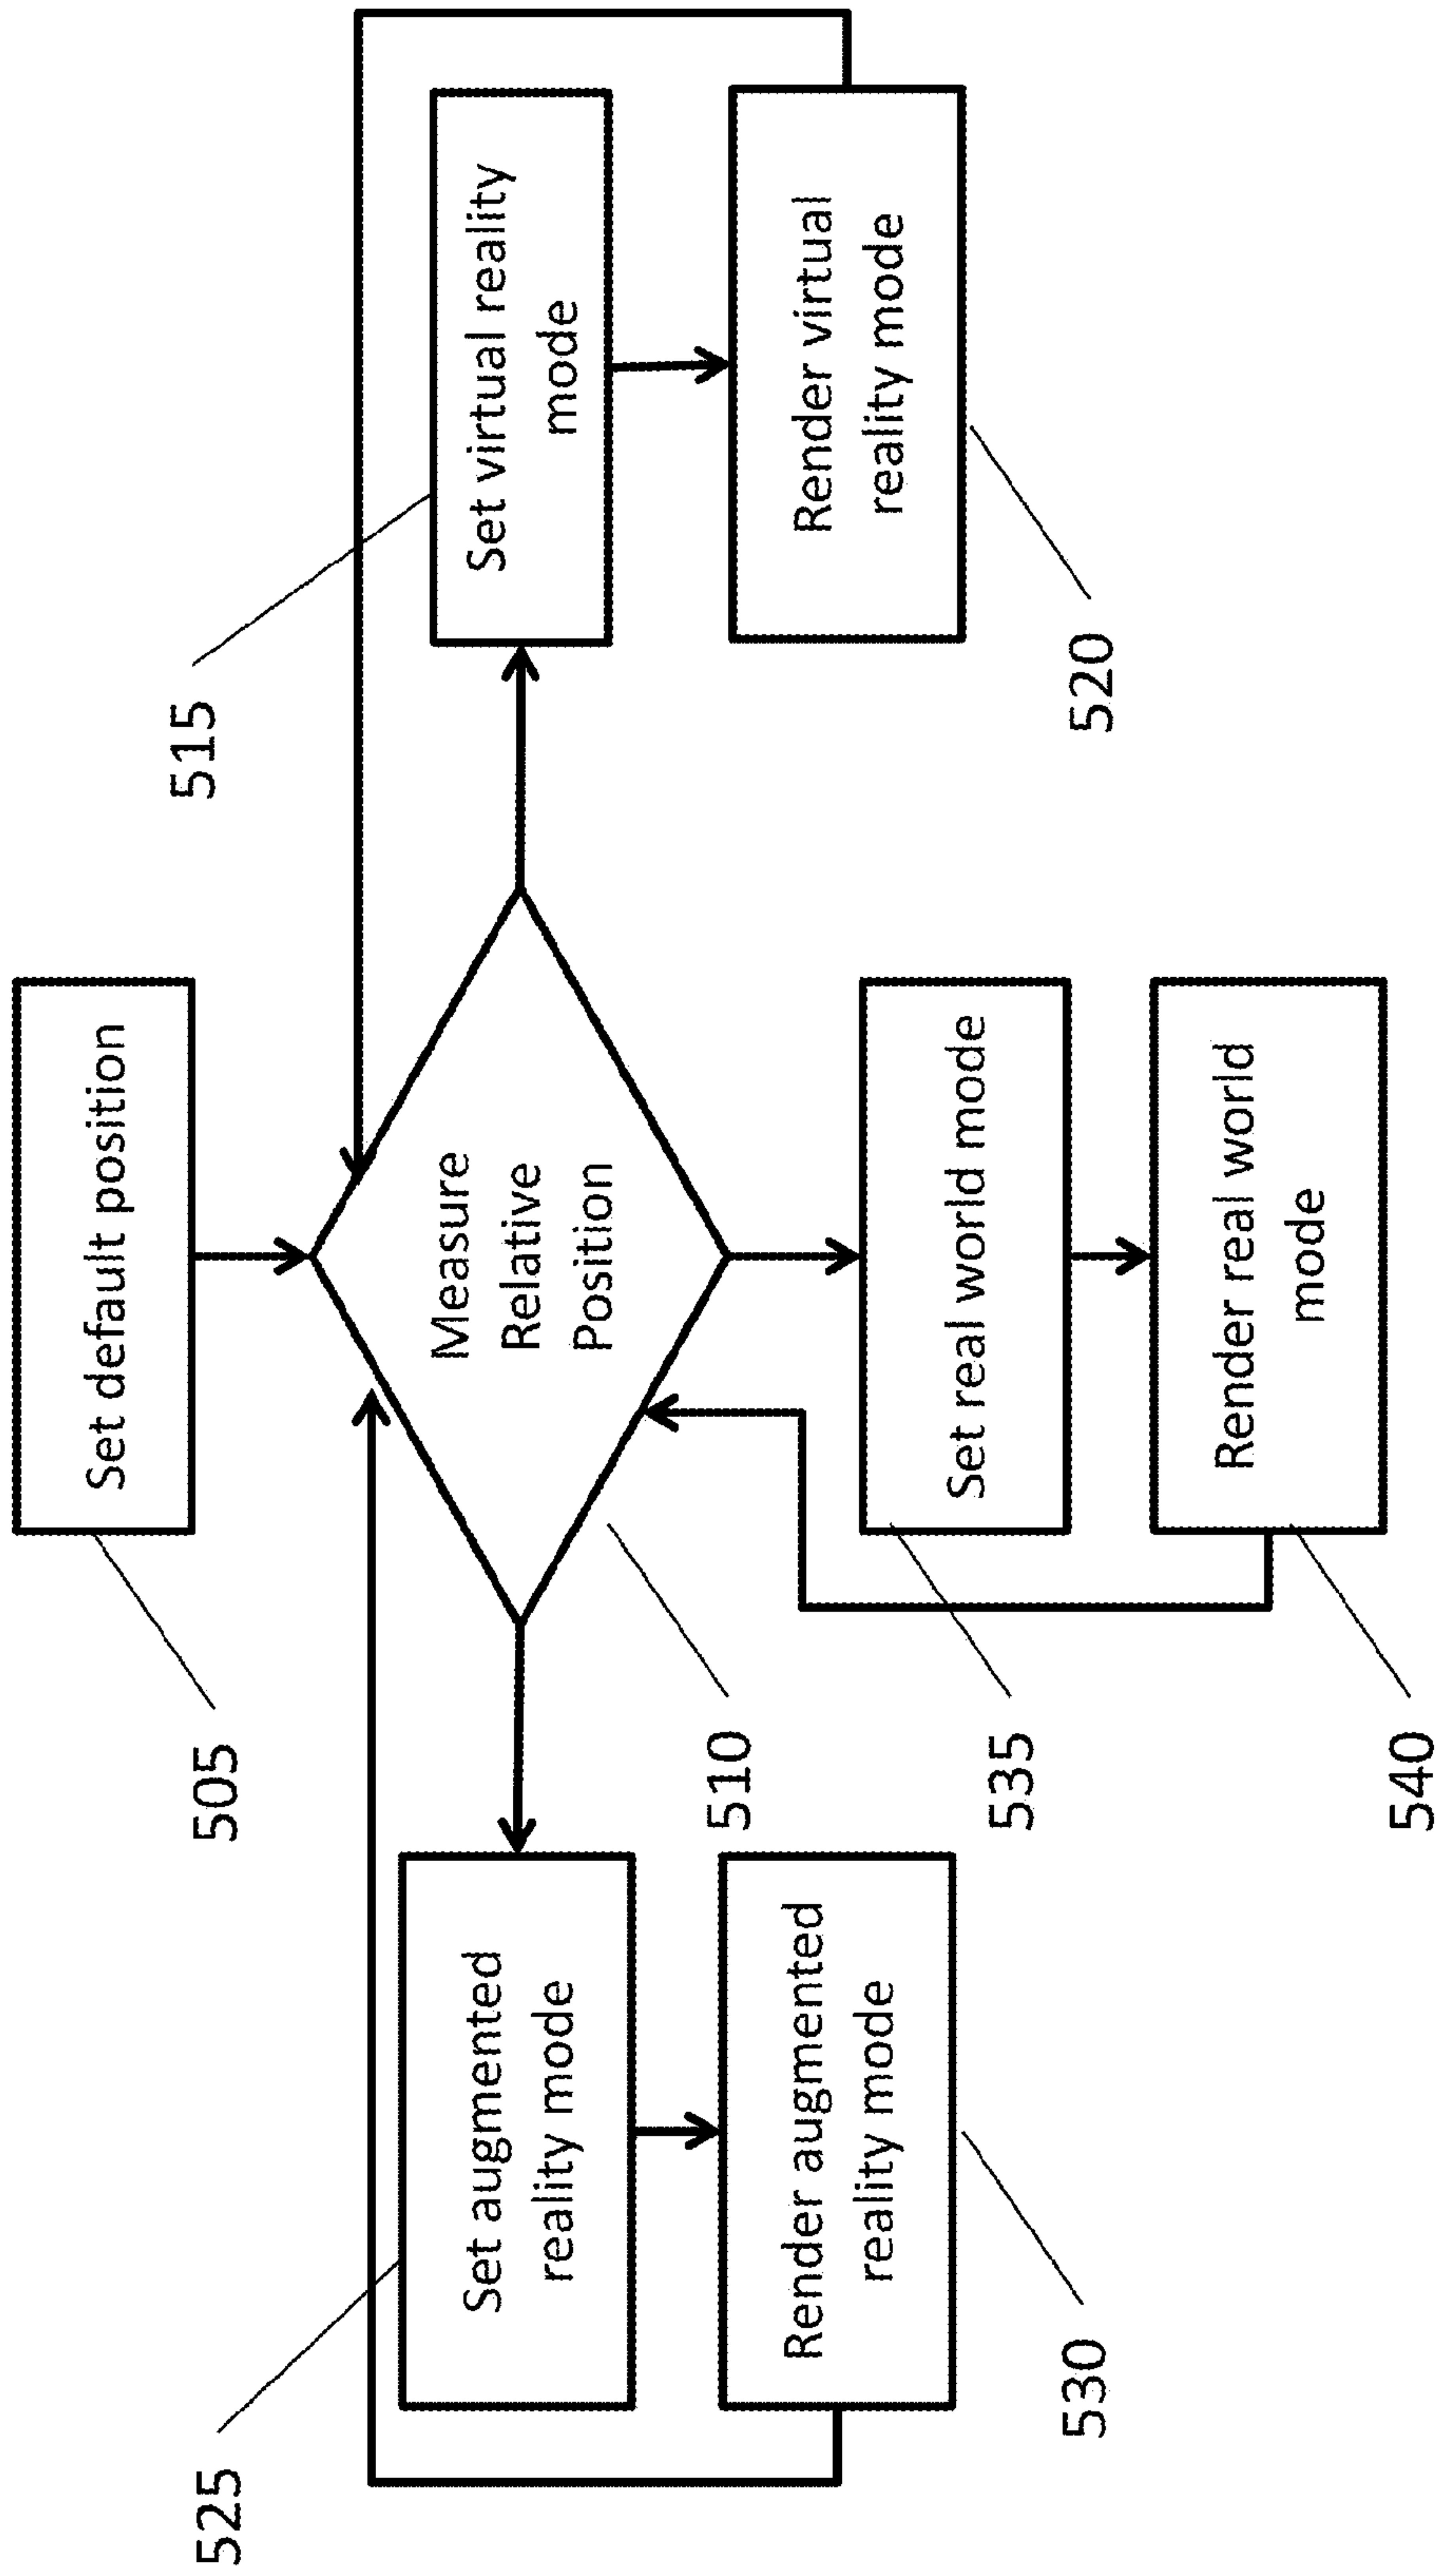 Set default position
505
515
525
Set augmented
reality mode
Measure
Relative
Position
Set virtual reality
mode
510
Render augmented
reality mode
Set real world mode
Render virtual
reality mode
535
530
520
Render real world
mode
540